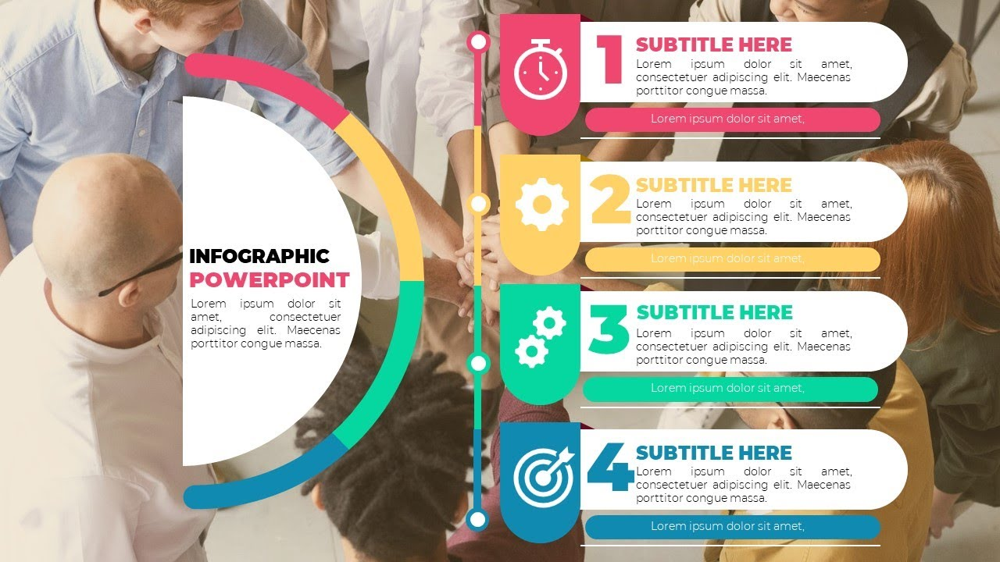 INFOGRAPHIC
POWERPOINT
Lorem ipsum dolor sit
amet, consectetuer
adipiscing elit. Maecenas
porttitor congue massa.
1
SUBTITLE HERE
Lorem ipsum dolor sit amet,
consectetuer adipiscing elit. Maecenas
porttitor congue massa.
Lorem ipsum dolor sit amet,
2
SUBTITLE HERE
Lorem ipsum dolor sit amet,
consectetuer adipiscing elit. Maecenas
porttitor congue massa.
Lorem ipsum dolor sit amet,
3
SUBTITLE HERE
Lorem ipsum dolor sit amet,
consectetuer adipiscing elit. Maecenas
porttitor congue massa.
Lorem ipsum dolor sit amet,
4
SUBTITLE HERE
Lorem ipsum dolor sit amet,
consectetuer adipiscing elit. Maecenas
porttitor congue massa.
Lorem ipsum dolor sit amet,